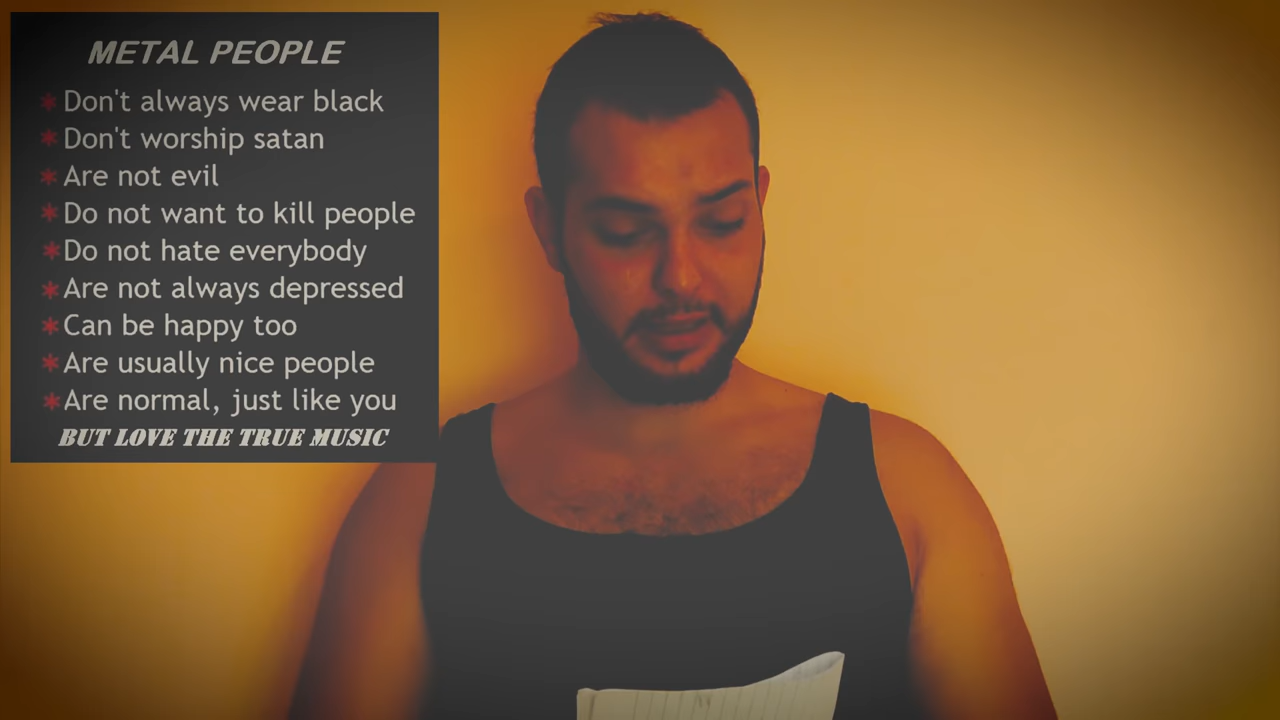 METAL PEOPLE
* Don't always wear black
* Don't worship satan
* Are not evil
* Do not want to kill people
* Do not hate everybody
* Are not always depressed
* Can be happy too
* Are usually nice people
* Are normal, just like you
BUT LOVE THE TRUE MUSIC